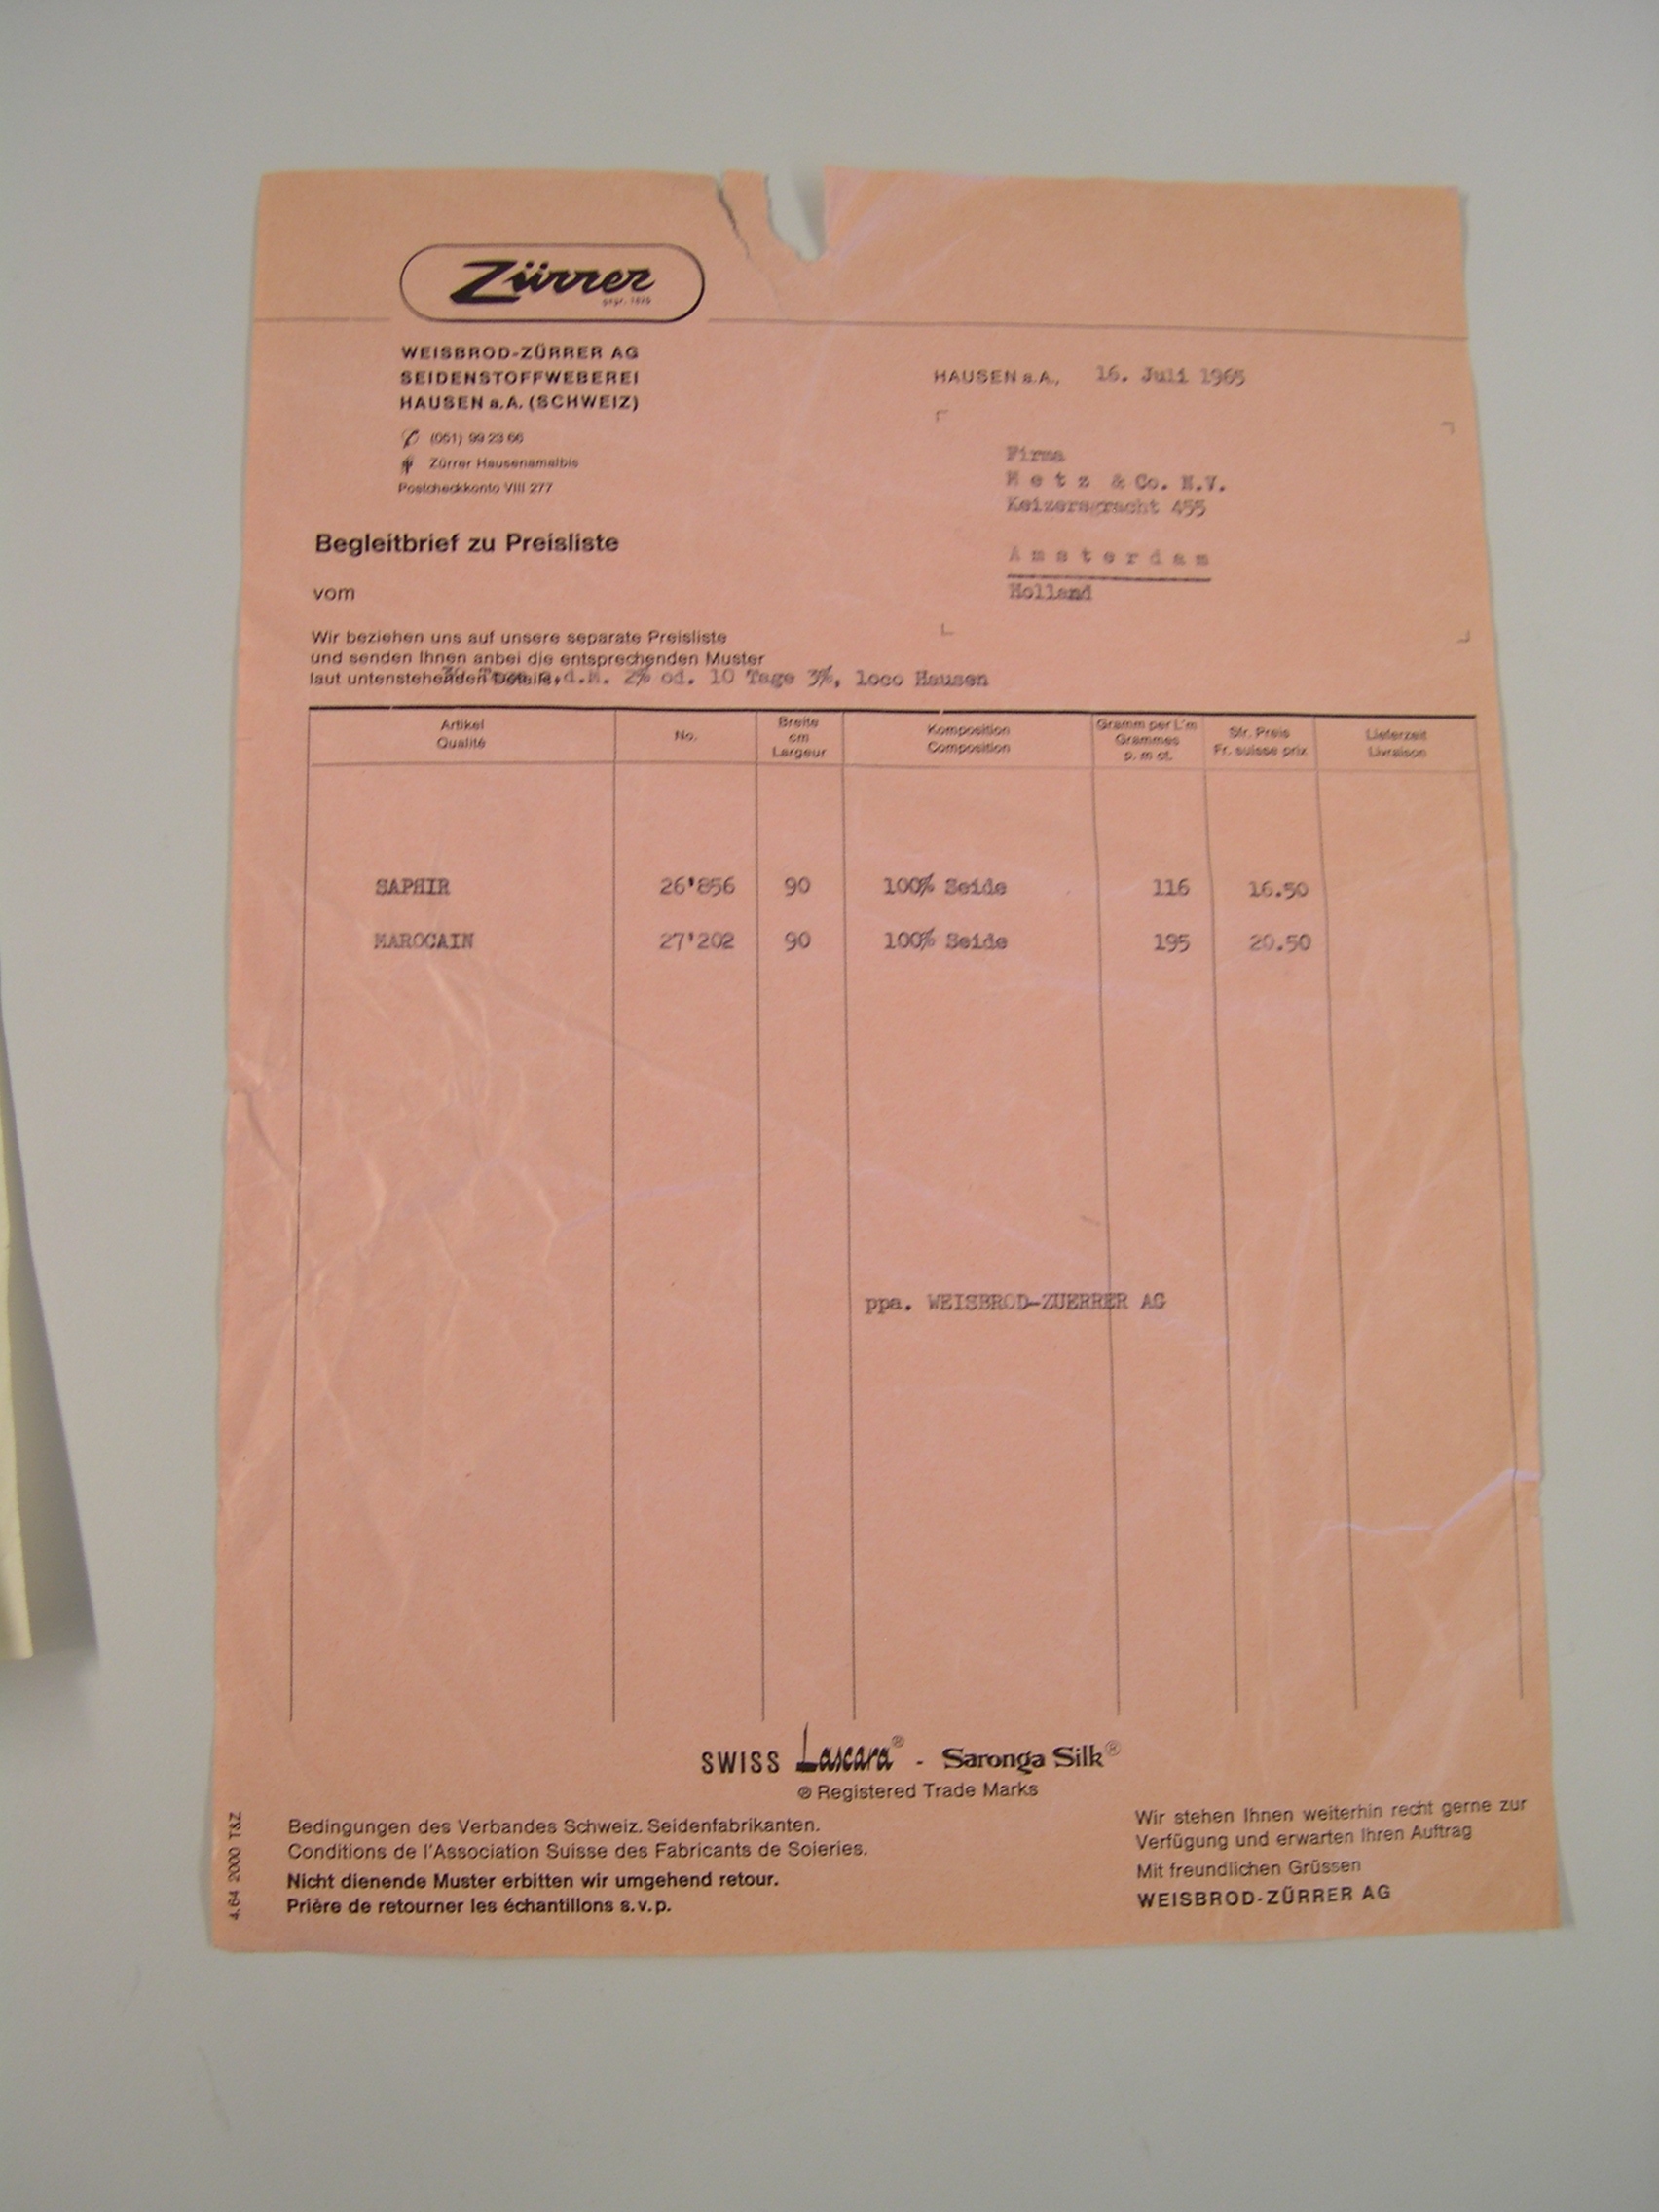 Zürrer
gegr. 1825
WEISBROD-ZÜRRER AG
SEIDENSTOFFWEBEREI
HAUSEN a.A. (SCHWEIZ)
(051) 99 23 66
Zürrer Hausenamalbis
Postcheckkonto VIII 277
HAUSEN a.A., 16. Juli 1965
Firma
Metz & Co. N.V.
Keizersgracht 455
Amsterdam
Holland
Begleitbrief zu Preisliste
vom
Wir beziehen uns auf unsere separate Preisliste
und senden Ihnen anbei die entsprechenden Muster
laut untenstehenden Details,
30 Tage d.M. 2% od. 10 Tage 3%, loco Hausen
Artikel No. Breite Komposition Gramm per L'm Sfr. Preis Lieferzeit
Qualité cm Composition Grammes Fr. suisse prix Livraison
Largeur p. m ct.
SAPHIR 26'856 90 100% Seide 116 16.50
MAROCAIN 27'202 90 100% Seide 195 20.50
ppa. WEISBROD-ZUERRER AG
SWISS Lascara® - Saronga Silk®
® Registered Trade Marks
Bedingungen des Verbandes Schweiz. Seidenfabrikanten.
Conditions de l'Association Suisse des Fabricants de Soieries.
Nicht dienende Muster erbitten wir umgehend retour.
Prière de retourner les échantillons s.v.p.
Wir stehen Ihnen weiterhin recht gerne zur
Verfügung und erwarten Ihren Auftrag
Mit freundlichen Grüssen
WEISBROD-ZÜRRER AG
4.64 2000 T&Z